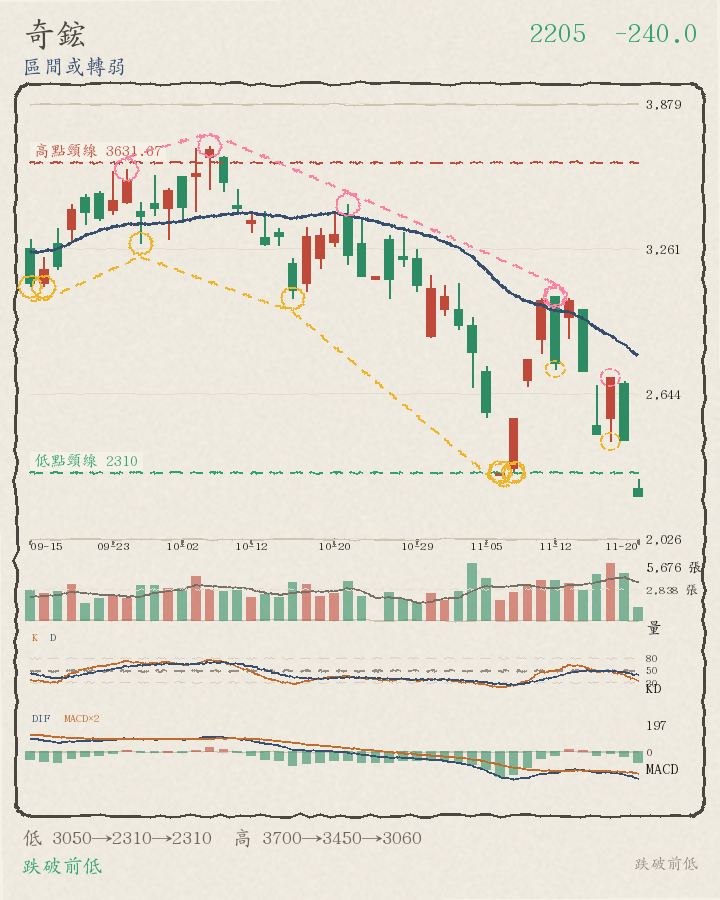 奇鋐 2205 -240.0
區間或轉弱
3,879
高點頸線 3631.67
3,261
2,644
低點頸線 2310
2,026
09-15 09-23 10-02 10-12 10-20 10-29 11-05 11-12 11-20
5,676 張
2,838 張
量
K D
80
50
20
KD
DIF MACD×2
197
0
MACD
低 3050→2310→2310 高 3700→3450→3060
跌破前低 跌破前低